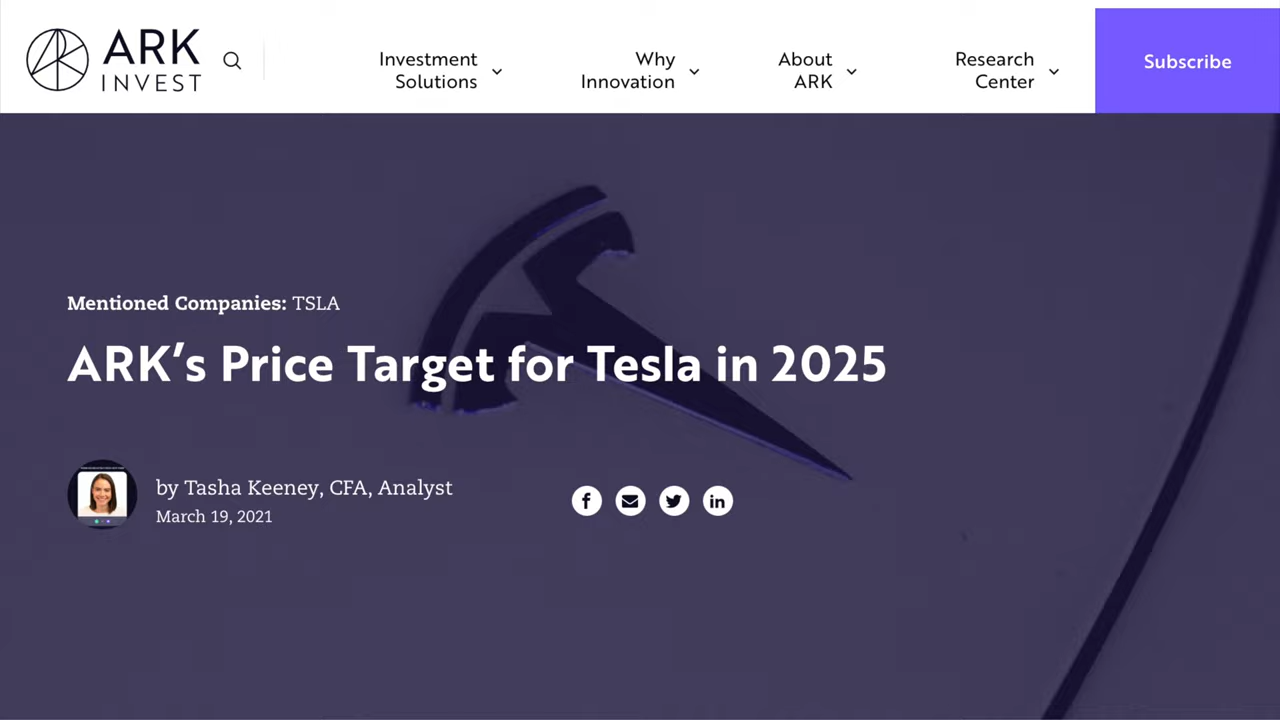 ARK
INVEST
Investment
Solutions
Why
Innovation
About
ARK
Research
Center
Subscribe
Mentioned Companies: TSLA
ARK’s Price Target for Tesla in 2025
by Tasha Keeney, CFA, Analyst
March 19, 2021